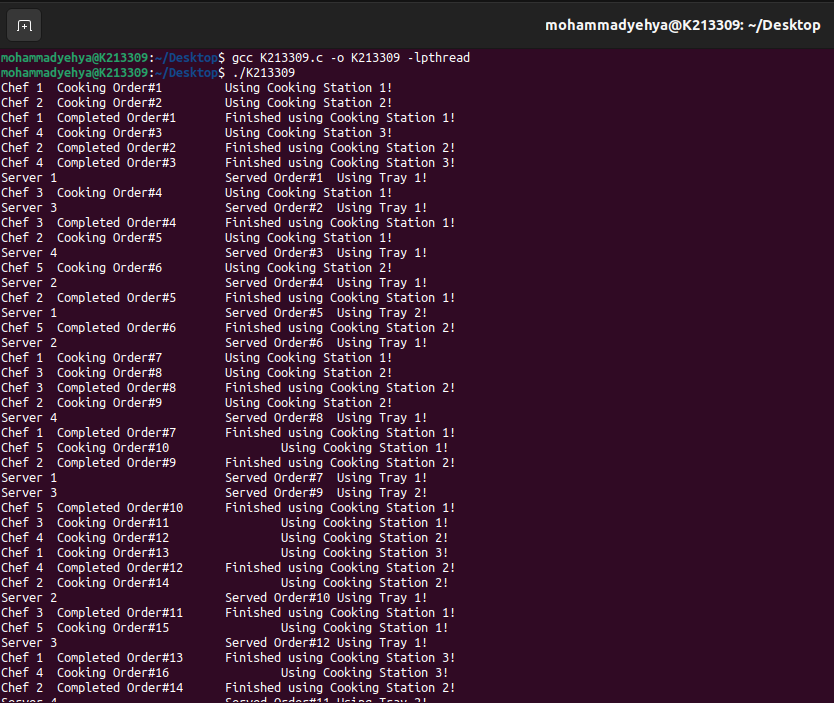 mohammadyehya@K213309: ~/Desktop
mohammadyehya@K213309:~/Desktop$ gcc K213309.c -o K213309 -lpthread
mohammadyehya@K213309:~/Desktop$ ./K213309
Chef 1  Cooking Order#1         Using Cooking Station 1!
Chef 2  Cooking Order#2         Using Cooking Station 2!
Chef 1  Completed Order#1       Finished using Cooking Station 1!
Chef 4  Cooking Order#3         Using Cooking Station 3!
Chef 2  Completed Order#2       Finished using Cooking Station 2!
Chef 4  Completed Order#3       Finished using Cooking Station 3!
Server 1                        Served Order#1  Using Tray 1!
Chef 3  Cooking Order#4         Using Cooking Station 1!
Server 3                        Served Order#2  Using Tray 1!
Chef 3  Completed Order#4       Finished using Cooking Station 1!
Chef 2  Cooking Order#5         Using Cooking Station 1!
Server 4                        Served Order#3  Using Tray 1!
Chef 5  Cooking Order#6         Using Cooking Station 2!
Server 2                        Served Order#4  Using Tray 1!
Chef 2  Completed Order#5       Finished using Cooking Station 1!
Server 1                        Served Order#5  Using Tray 2!
Chef 5  Completed Order#6       Finished using Cooking Station 2!
Server 2                        Served Order#6  Using Tray 1!
Chef 1  Cooking Order#7         Using Cooking Station 1!
Chef 3  Cooking Order#8         Using Cooking Station 2!
Chef 3  Completed Order#8       Finished using Cooking Station 2!
Chef 2  Cooking Order#9         Using Cooking Station 2!
Server 4                        Served Order#8  Using Tray 1!
Chef 1  Completed Order#7       Finished using Cooking Station 1!
Chef 5  Cooking Order#10                Using Cooking Station 1!
Chef 2  Completed Order#9       Finished using Cooking Station 2!
Server 1                        Served Order#7  Using Tray 1!
Server 3                        Served Order#9  Using Tray 2!
Chef 5  Completed Order#10      Finished using Cooking Station 1!
Chef 3  Cooking Order#11                Using Cooking Station 1!
Chef 4  Cooking Order#12                Using Cooking Station 2!
Chef 1  Cooking Order#13                Using Cooking Station 3!
Chef 4  Completed Order#12      Finished using Cooking Station 2!
Chef 2  Cooking Order#14                Using Cooking Station 2!
Server 2                        Served Order#10 Using Tray 1!
Chef 3  Completed Order#11      Finished using Cooking Station 1!
Chef 5  Cooking Order#15                Using Cooking Station 1!
Server 3                        Served Order#12 Using Tray 1!
Chef 1  Completed Order#13      Finished using Cooking Station 3!
Chef 4  Cooking Order#16                Using Cooking Station 3!
Chef 2  Completed Order#14      Finished using Cooking Station 2!
Server 4                        Served Order#11 Using Tray